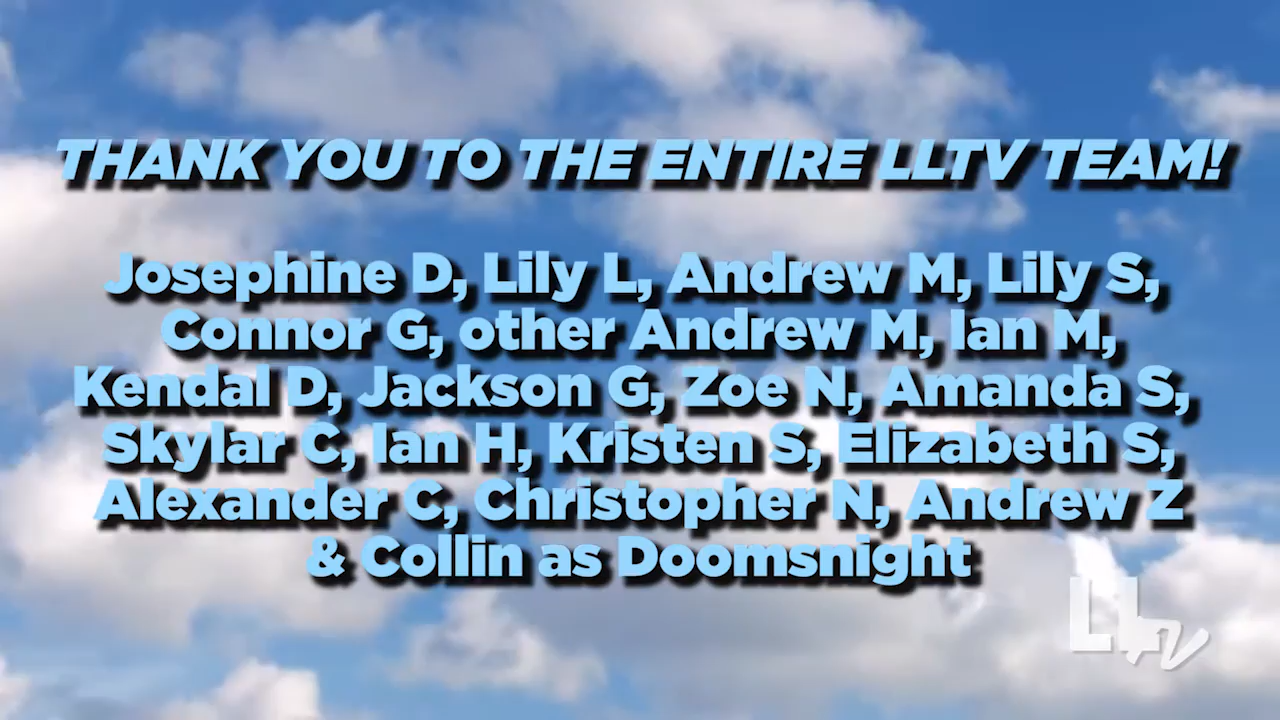 THANK YOU TO THE ENTIRE LLTV TEAM!
Josephine D, Lily L, Andrew M, Lily S,
Connor G, other Andrew M, Ian M,
Kendal D, Jackson G, Zoe N, Amanda S,
Skylar C, Ian H, Kristen S, Elizabeth S,
Alexander C, Christopher N, Andrew Z
& Collin as Doomsnight
LLTV